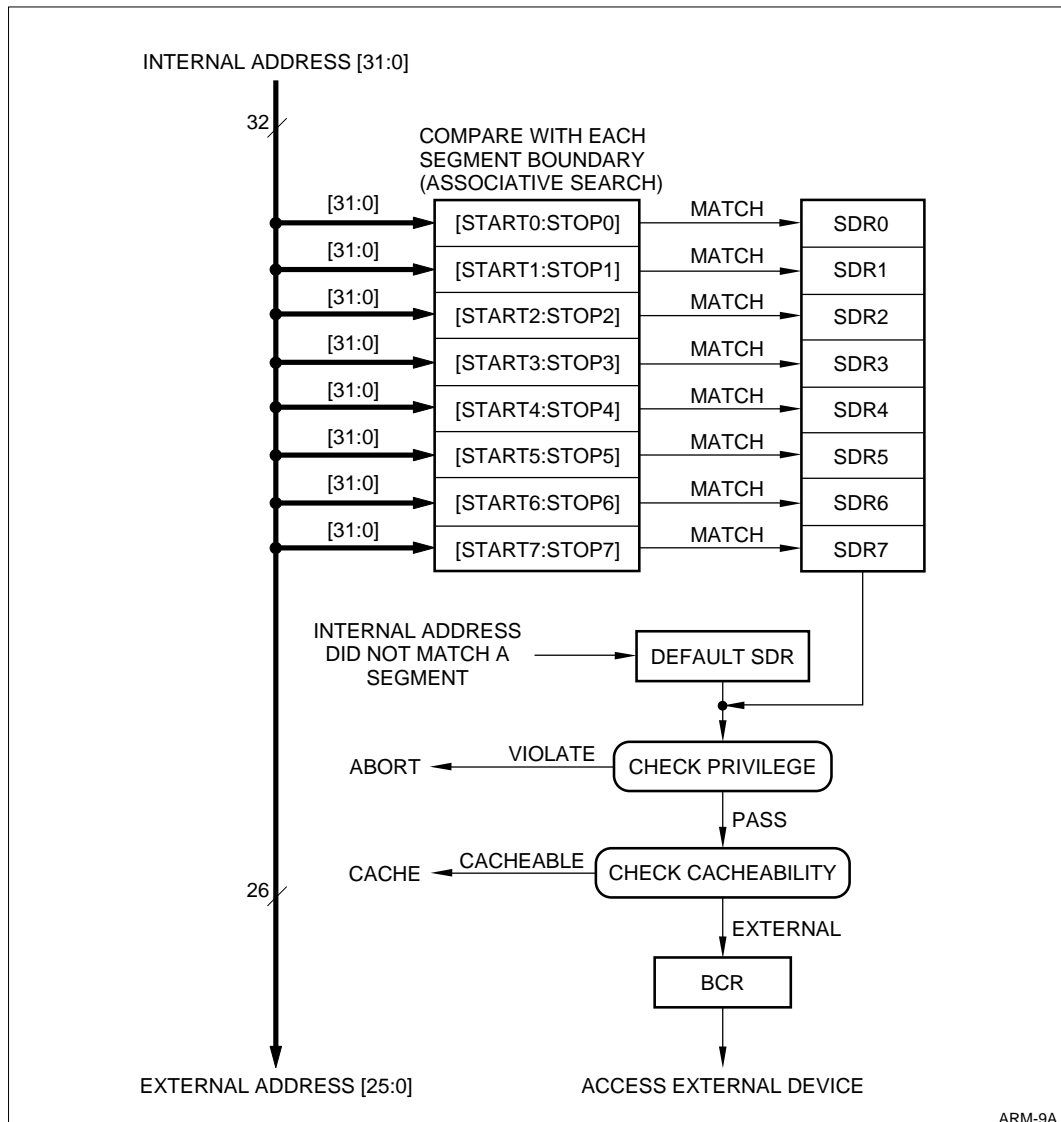 INTERNAL ADDRESS [31:0]
32
COMPARE WITH EACH
SEGMENT BOUNDARY
(ASSOCIATIVE SEARCH)
[31:0]
[START0:STOP0]
MATCH
SDR0
[31:0]
[START1:STOP1]
MATCH
SDR1
[31:0]
[START2:STOP2]
MATCH
SDR2
[31:0]
[START3:STOP3]
MATCH
SDR3
[31:0]
[START4:STOP4]
MATCH
SDR4
[31:0]
[START5:STOP5]
MATCH
SDR5
[31:0]
[START6:STOP6]
MATCH
SDR6
[31:0]
[START7:STOP7]
MATCH
SDR7
INTERNAL ADDRESS
DID NOT MATCH A
SEGMENT
DEFAULT SDR
ABORT
VIOLATE
CHECK PRIVILEGE
PASS
CACHE
CACHEABLE
CHECK CACHEABILITY
26
EXTERNAL
BCR
EXTERNAL ADDRESS [25:0]
ACCESS EXTERNAL DEVICE
ARM-9A